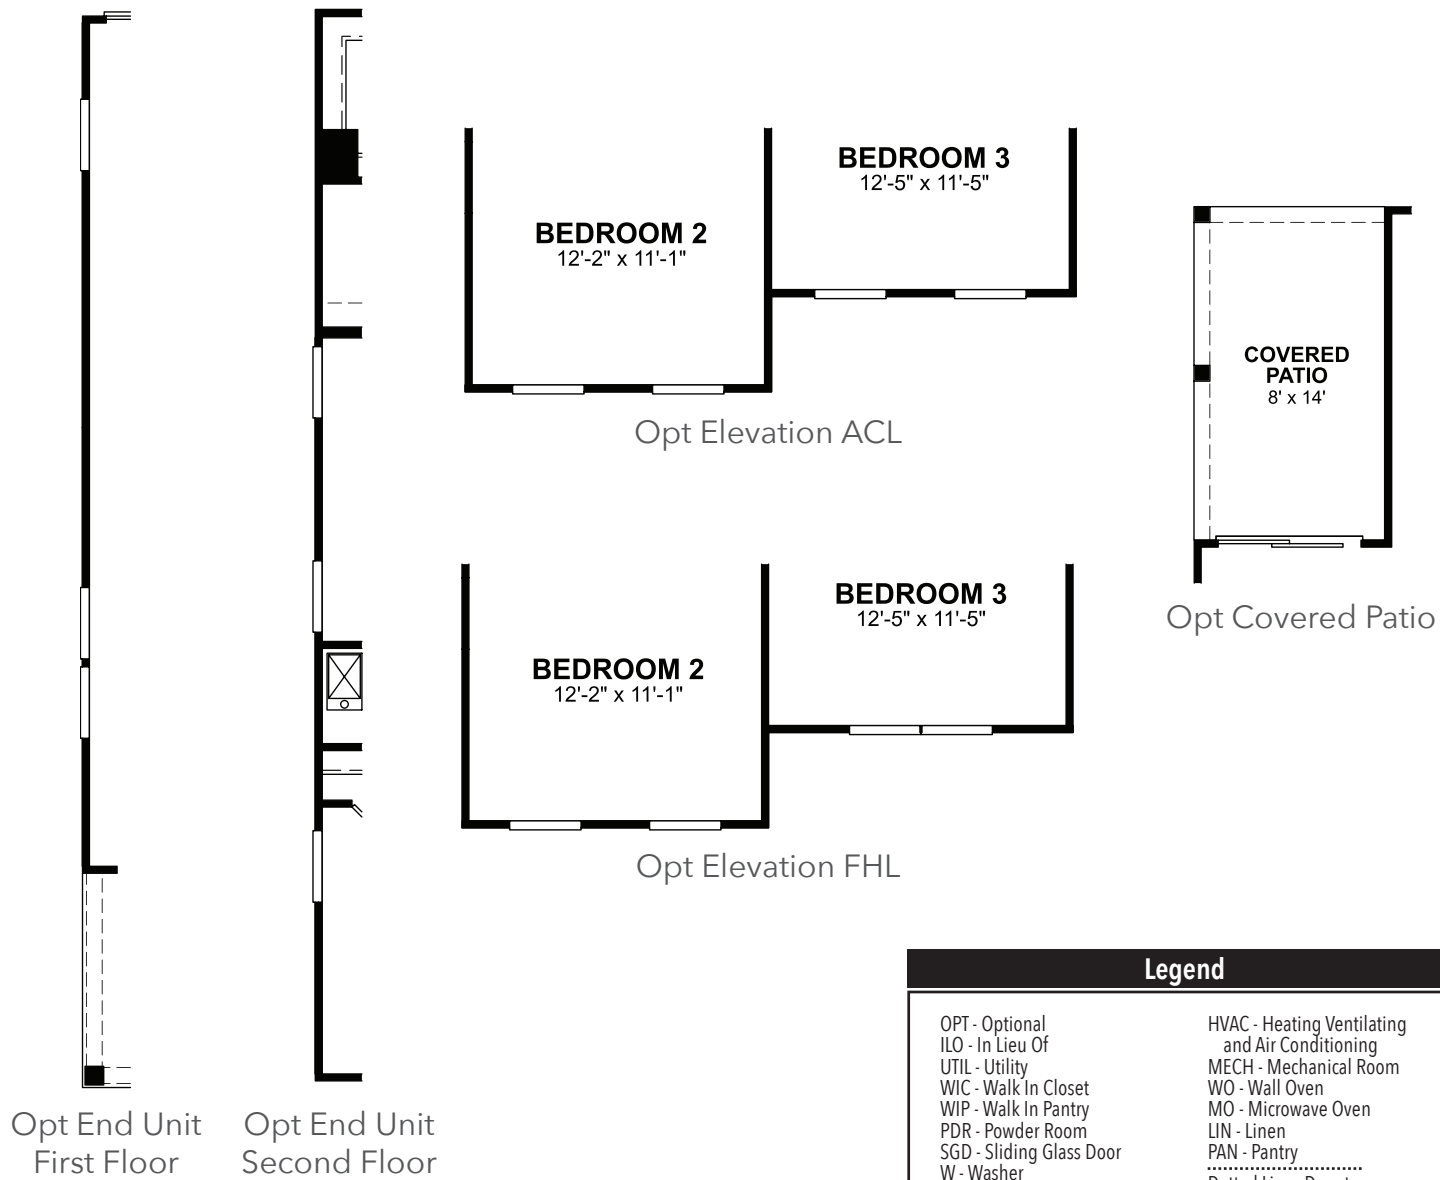 BEDROOM 3
12'-5" x 11'-5"
BEDROOM 2
12'-2" x 11'-1"
Opt Elevation ACL
COVERED
PATIO
8' x 14'
Opt Covered Patio
BEDROOM 3
12'-5" x 11'-5"
BEDROOM 2
12'-2" x 11'-1"
Opt Elevation FHL
Opt End Unit
First Floor
Opt End Unit
Second Floor
Legend
OPT - Optional
ILO - In Lieu Of
UTIL - Utility
WIC - Walk In Closet
WIP - Walk In Pantry
PDR - Powder Room
SGD - Sliding Glass Door
W - Washer
HVAC - Heating Ventilating
and Air Conditioning
MECH - Mechanical Room
WO - Wall Oven
MO - Microwave Oven
LIN - Linen
PAN - Pantry